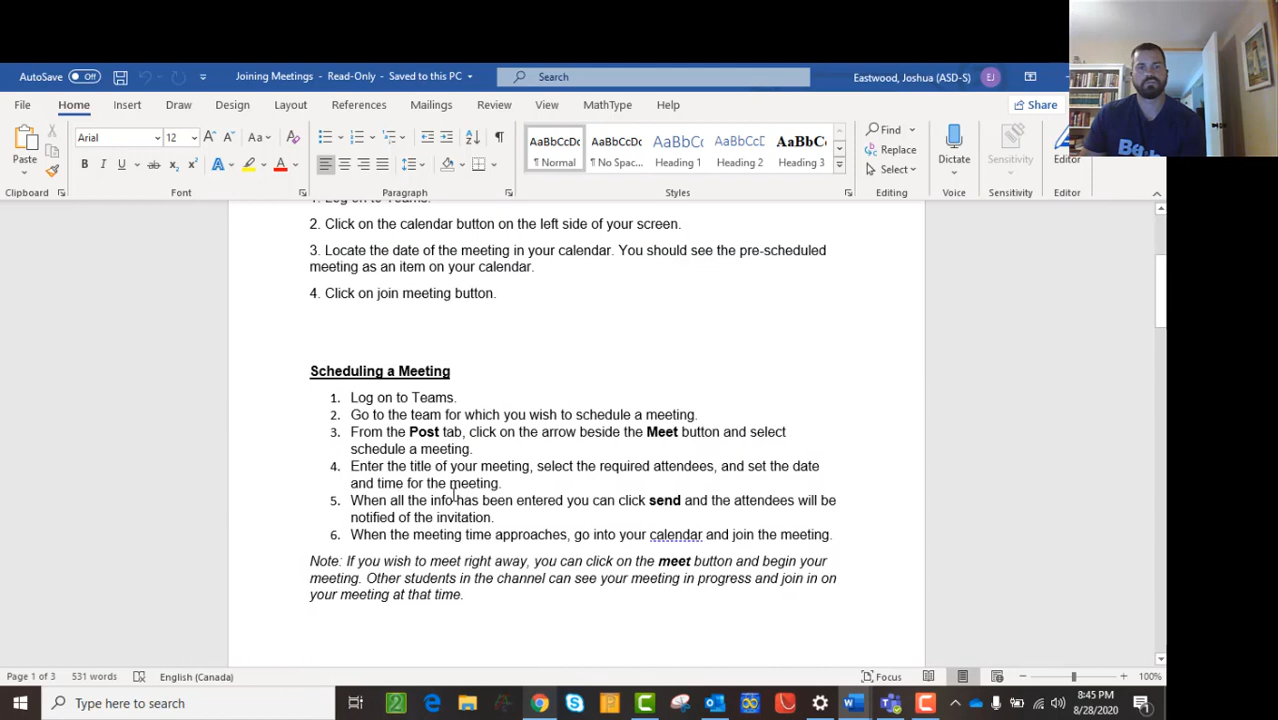 AutoSave Off Joining Meetings - Read-Only - Saved to this PC Search Eastwood, Joshua (ASD-S) EJ
File Home Insert Draw Design Layout References Mailings Review View MathType Help Share
Arial 12 Aa A
Paste B I U ab A A
AaBbCcDc AaBbCcDc AaBbCc AaBbCcD AaBbCc
¶ Normal ¶ No Spac... Heading 1 Heading 2 Heading 3
Find
Replace
Select
Dictate Sensitivity Editor
Clipboard Font Paragraph Styles Editing Voice Sensitivity Editor
1. Log on to Teams.
2. Click on the calendar button on the left side of your screen.
3. Locate the date of the meeting in your calendar. You should see the pre-scheduled
meeting as an item on your calendar.
4. Click on join meeting button.
Scheduling a Meeting
1. Log on to Teams.
2. Go to the team for which you wish to schedule a meeting.
3. From the Post tab, click on the arrow beside the Meet button and select
schedule a meeting.
4. Enter the title of your meeting, select the required attendees, and set the date
and time for the meeting.
5. When all the info has been entered you can click send and the attendees will be
notified of the invitation.
6. When the meeting time approaches, go into your calendar and join the meeting.
Note: If you wish to meet right away, you can click on the meet button and begin your
meeting. Other students in the channel can see your meeting in progress and join in on
your meeting at that time.
Page 1 of 3 531 words English (Canada) Focus 100%
Type here to search 8:45 PM
8/28/2020